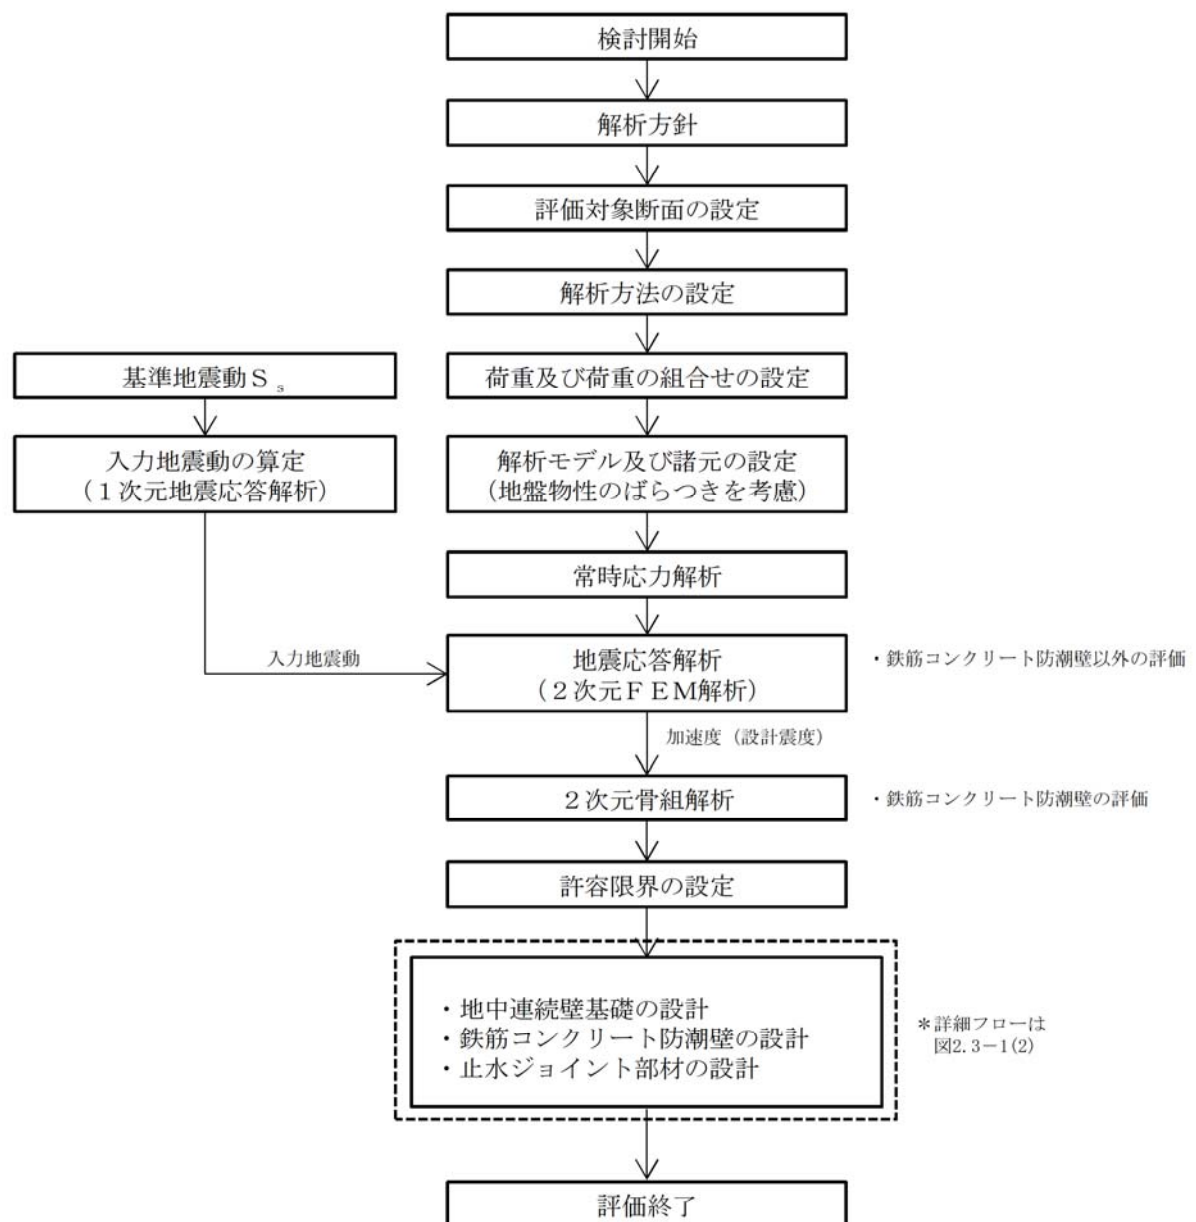 検討開始
解析方針
評価対象断面の設定
解析方法の設定
荷重及び荷重の組合せの設定
基準地震動Ｓs
入力地震動の算定
（１次元地震応答解析）
解析モデル及び諸元の設定
（地盤物性のばらつきを考慮）
常時応力解析
入力地震動
地震応答解析
（２次元ＦＥＭ解析）
・鉄筋コンクリート防潮壁以外の評価
加速度（設計震度）
２次元骨組解析
・鉄筋コンクリート防潮壁の評価
許容限界の設定
・地中連続壁基礎の設計
・鉄筋コンクリート防潮壁の設計
・止水ジョイント部材の設計
＊詳細フローは
図2.3－1(2)
評価終了